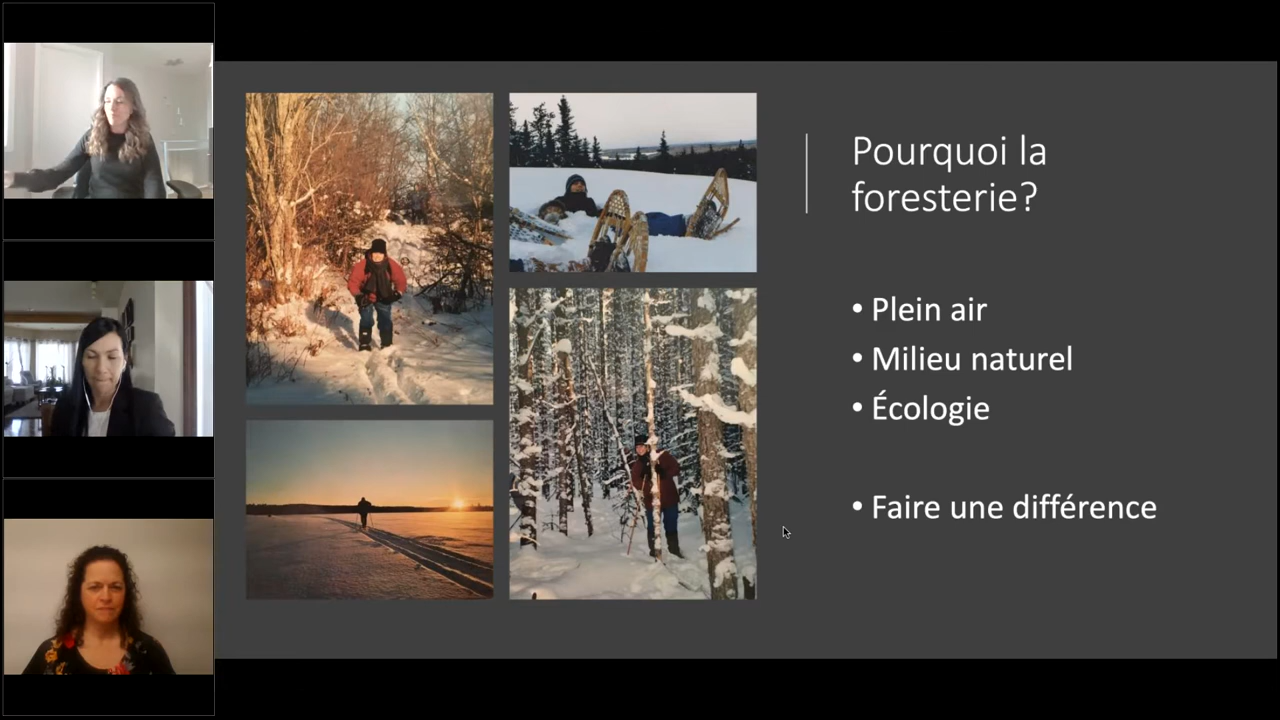 Pourquoi la
foresterie?
• Plein air
• Milieu naturel
• Écologie
• Faire une différence